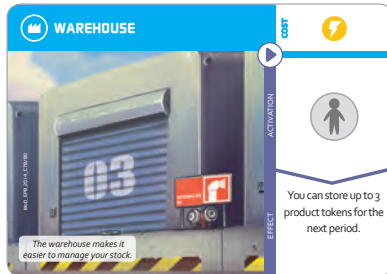 WAREHOUSE
COST
ACTIVATION
03
EFFECT
You can store up to 3
product tokens for the
next period.
The warehouse makes it
easier to manage your stock.